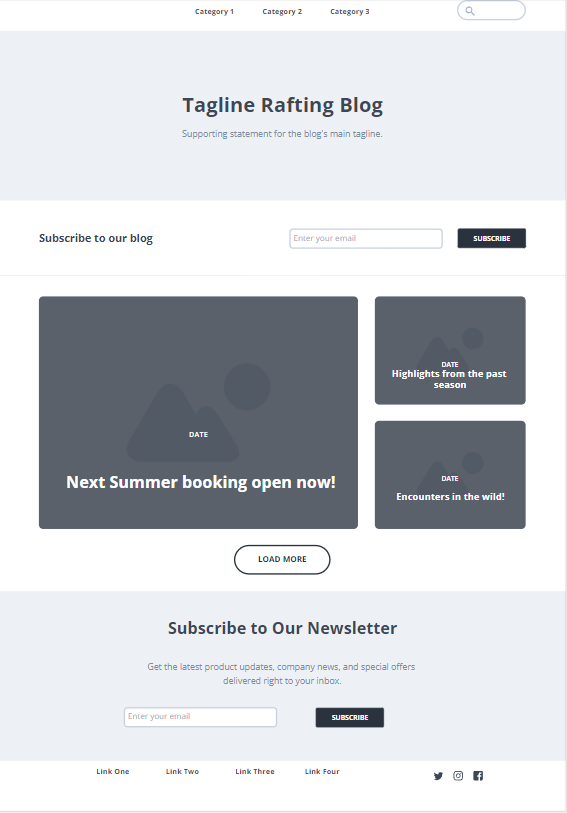 Category 1 Category 2 Category 3
Tagline Rafting Blog
Supporting statement for the blog's main tagline.
Subscribe to our blog
Enter your email
SUBSCRIBE
DATE
Next Summer booking open now!
DATE
Highlights from the past
season
DATE
Encounters in the wild!
LOAD MORE
Subscribe to Our Newsletter
Get the latest product updates, company news, and special offers
delivered right to your inbox.
Enter your email
SUBSCRIBE
Link One Link Two Link Three Link Four